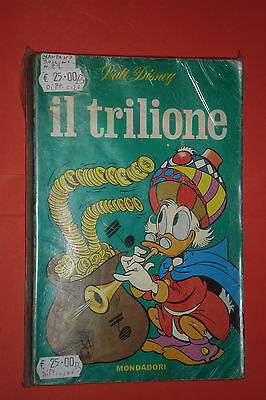 € 25.00
Walt Disney
il trilione
MONDADORI
€ 25.00